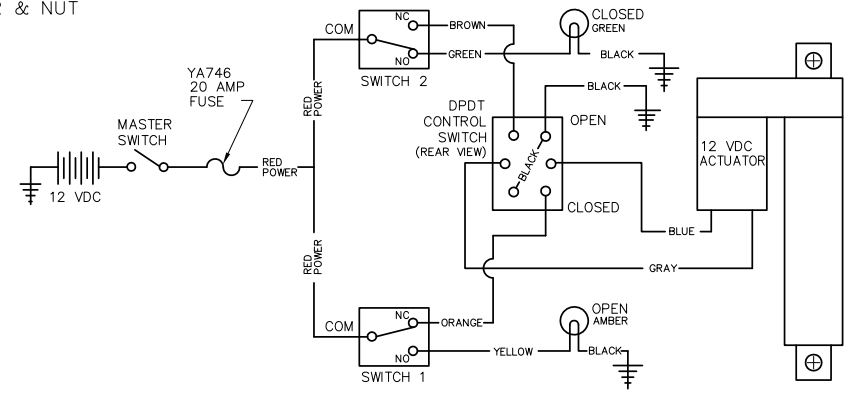 & NUT
NC
COM
NO
SWITCH 2
BROWN
GREEN
CLOSED
GREEN
BLACK
YA746
20 AMP
FUSE
RED
POWER
MASTER
SWITCH
12 VDC
RED
POWER
DPDT
CONTROL
SWITCH
(REAR VIEW)
BLACK
OPEN
BLACK
CLOSED
12 VDC
ACTUATOR
BLUE
GRAY
RED
POWER
COM
NC
NO
SWITCH 1
ORANGE
YELLOW
OPEN
AMBER
BLACK